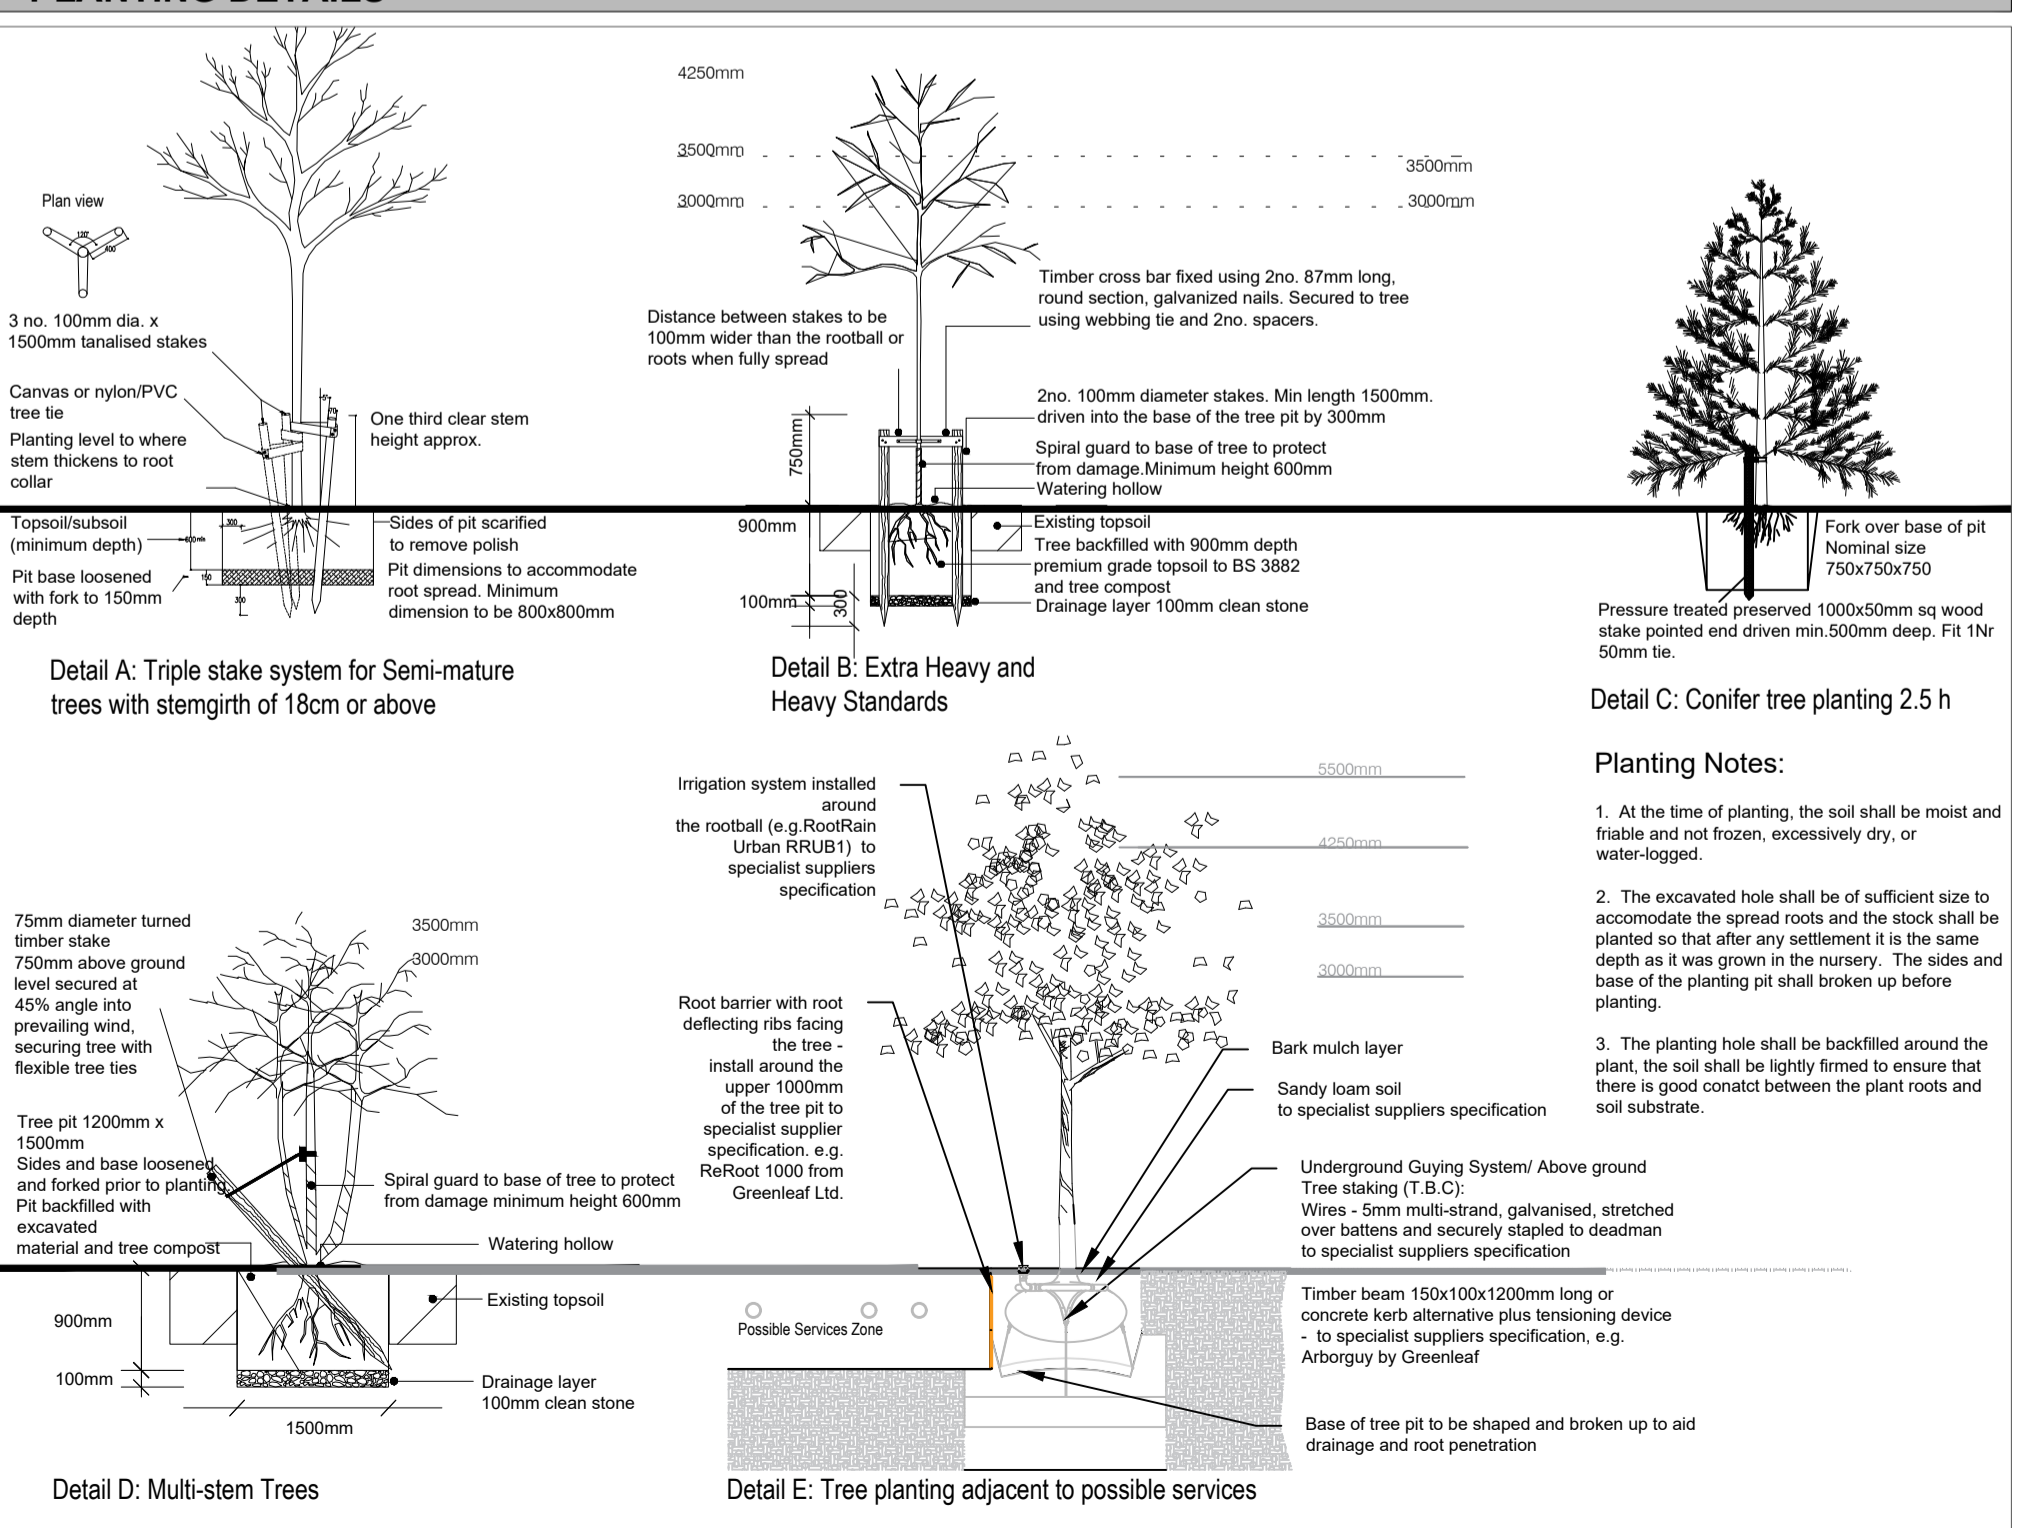 PLANTING DETAILS
Plan view
120°
400
3 no. 100mm dia. x
1500mm tanalised stakes
Canvas or nylon/PVC
tree tie
Planting level to where
stem thickens to root
collar
One third clear stem
height approx.
Topsoil/subsoil
(minimum depth)
Pit base loosened
with fork to 150mm
depth
300
600min
150
300
Sides of pit scarified
to remove polish
Pit dimensions to accommodate
root spread. Minimum
dimension to be 800x800mm
Detail A: Triple stake system for Semi-mature
trees with stemgirth of 18cm or above
4250mm
3500mm
3000mm
3500mm
3000mm
Distance between stakes to be
100mm wider than the rootball or
roots when fully spread
Timber cross bar fixed using 2no. 87mm long,
round section, galvanized nails. Secured to tree
using webbing tie and 2no. spacers.
2no. 100mm diameter stakes. Min length 1500mm.
driven into the base of the tree pit by 300mm
Spiral guard to base of tree to protect
from damage.Minimum height 600mm
Watering hollow
750mm
900mm
100mm
300
Existing topsoil
Tree backfilled with 900mm depth
premium grade topsoil to BS 3882
and tree compost
Drainage layer 100mm clean stone
Detail B: Extra Heavy and
Heavy Standards
Fork over base of pit
Nominal size
750x750x750
Pressure treated preserved 1000x50mm sq wood
stake pointed end driven min.500mm deep. Fit 1Nr
50mm tie.
Detail C: Conifer tree planting 2.5 h
75mm diameter turned
timber stake
750mm above ground
level secured at
45% angle into
prevailing wind,
securing tree with
flexible tree ties
3500mm
3000mm
Tree pit 1200mm x
1500mm
Sides and base loosened
and forked prior to planting.
Pit backfilled with
excavated
material and tree compost
Spiral guard to base of tree to protect
from damage minimum height 600mm
Watering hollow
Existing topsoil
900mm
100mm
Drainage layer
100mm clean stone
1500mm
Detail D: Multi-stem Trees
Irrigation system installed
around
the rootball (e.g.RootRain
Urban RRUB1) to
specialist suppliers
specification
Root barrier with root
deflecting ribs facing
the tree -
install around the
upper 1000mm
of the tree pit to
specialist supplier
specification. e.g.
ReRoot 1000 from
Greenleaf Ltd.
5500mm
4250mm
3500mm
3000mm
Bark mulch layer
Sandy loam soil
to specialist suppliers specification
Underground Guying System/ Above ground
Tree staking (T.B.C):
Wires - 5mm multi-strand, galvanised, stretched
over battens and securely stapled to deadman
to specialist suppliers specification
Timber beam 150x100x1200mm long or
concrete kerb alternative plus tensioning device
- to specialist suppliers specification, e.g.
Arborguy by Greenleaf
Possible Services Zone
Base of tree pit to be shaped and broken up to aid
drainage and root penetration
Detail E: Tree planting adjacent to possible services
Planting Notes:
1. At the time of planting, the soil shall be moist and
friable and not frozen, excessively dry, or
water-logged.
2. The excavated hole shall be of sufficient size to
accomodate the spread roots and the stock shall be
planted so that after any settlement it is the same
depth as it was grown in the nursery. The sides and
base of the planting pit shall broken up before
planting.
3. The planting hole shall be backfilled around the
plant, the soil shall be lightly firmed to ensure that
there is good conatct between the plant roots and
soil substrate.